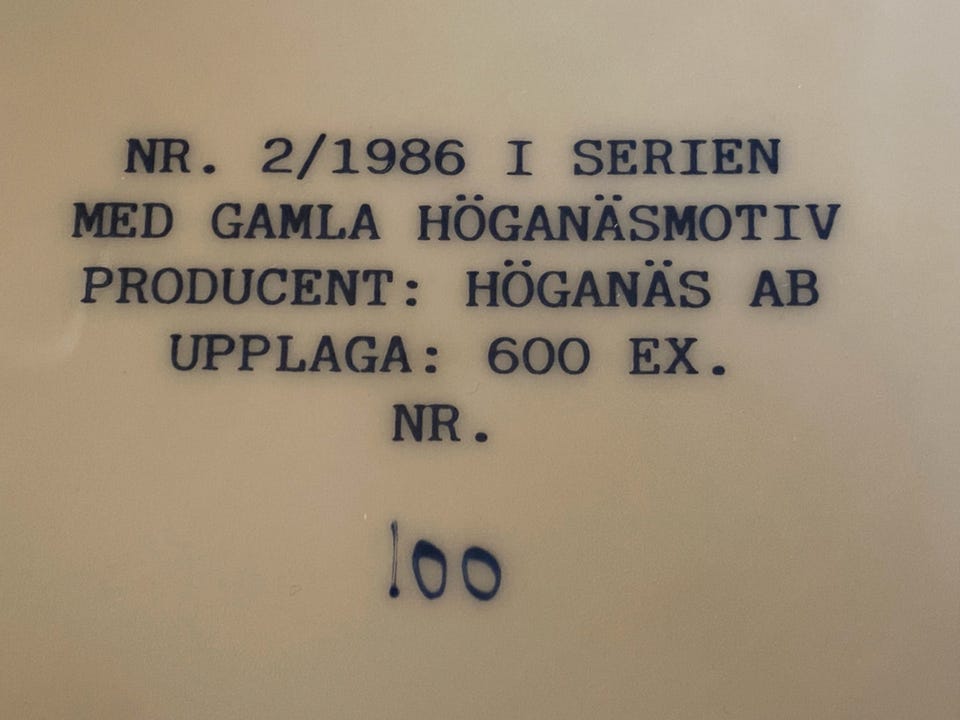 NR. 2/1986 I SERIEN
MED GAMLA HÖGANÄSMOTIV
PRODUCENT: HÖGANÄS AB
UPPLAGA: 600 EX.
NR.
100